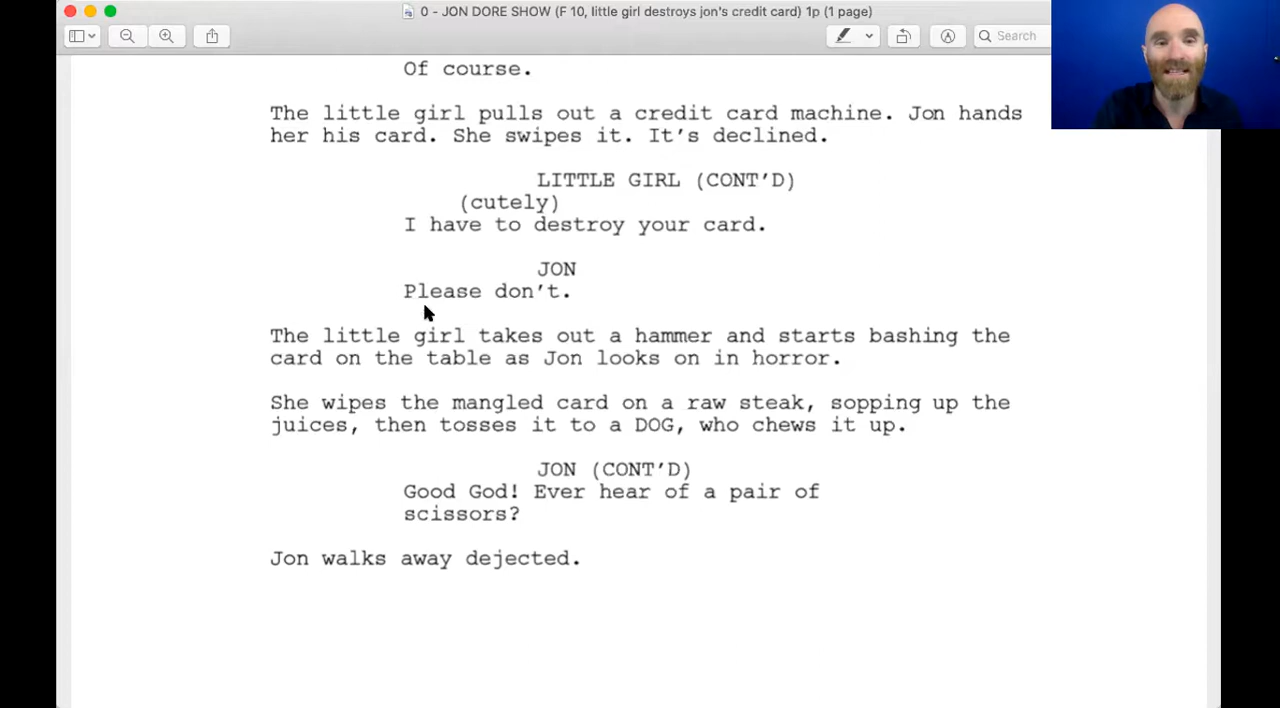 0 - JON DORE SHOW (F 10, little girl destroys jon's credit card) 1p (1 page)
Search
Of course.
The little girl pulls out a credit card machine. Jon hands
her his card. She swipes it. It's declined.
LITTLE GIRL (CONT'D)
(cutely)
I have to destroy your card.
JON
Please don't.
The little girl takes out a hammer and starts bashing the
card on the table as Jon looks on in horror.
She wipes the mangled card on a raw steak, sopping up the
juices, then tosses it to a DOG, who chews it up.
JON (CONT'D)
Good God! Ever hear of a pair of
scissors?
Jon walks away dejected.